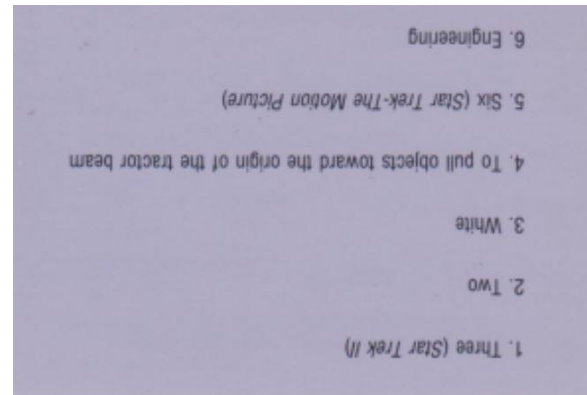 1. Three (Star Trek II)
2. Two
3. White
4. To pull objects toward the origin of the tractor beam
5. Six (Star Trek-The Motion Picture)
6. Engineering